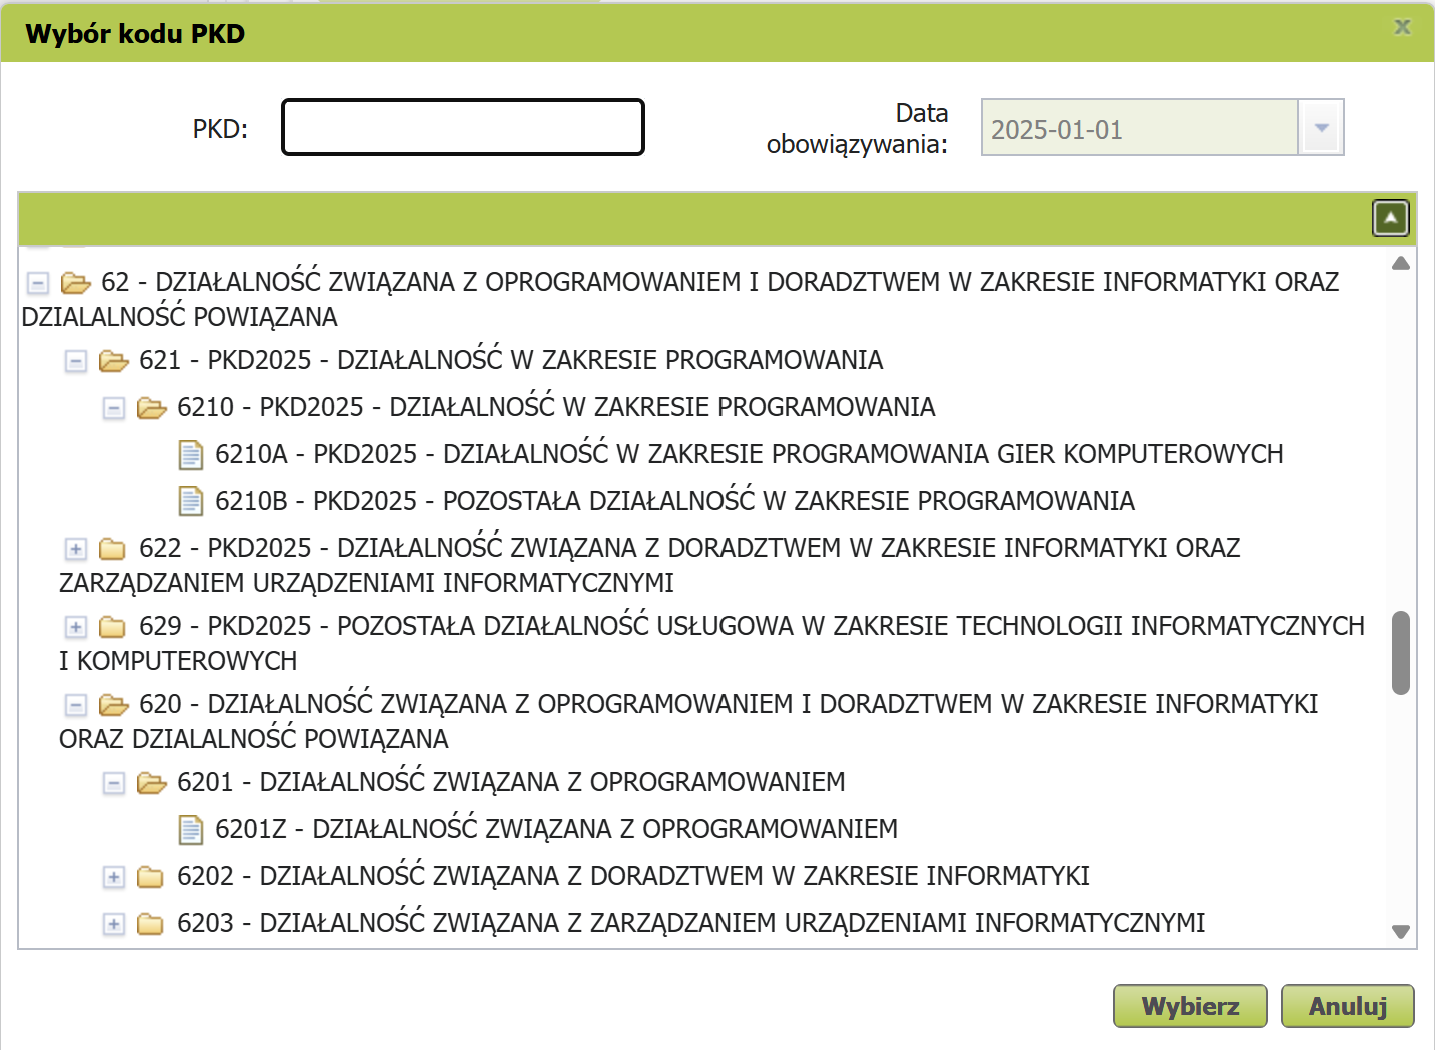 Wybór kodu PKD
x
PKD:
Data
obowiązywania:
2025-01-01
62 - DZIAŁALNOŚĆ ZWIĄZANA Z OPROGRAMOWANIEM I DORADZTWEM W ZAKRESIE INFORMATYKI ORAZ
DZIALALNOŚĆ POWIĄZANA
621 - PKD2025 - DZIAŁALNOŚĆ W ZAKRESIE PROGRAMOWANIA
6210 - PKD2025 - DZIAŁALNOŚĆ W ZAKRESIE PROGRAMOWANIA
6210A - PKD2025 - DZIAŁALNOŚĆ W ZAKRESIE PROGRAMOWANIA GIER KOMPUTEROWYCH
6210B - PKD2025 - POZOSTAŁA DZIAŁALNOŚĆ W ZAKRESIE PROGRAMOWANIA
622 - PKD2025 - DZIAŁALNOŚĆ ZWIĄZANA Z DORADZTWEM W ZAKRESIE INFORMATYKI ORAZ
ZARZĄDZANIEM URZĄDZENIAMI INFORMATYCZNYMI
629 - PKD2025 - POZOSTAŁA DZIAŁALNOŚĆ USŁUGOWA W ZAKRESIE TECHNOLOGII INFORMATYCZNYCH
I KOMPUTEROWYCH
620 - DZIAŁALNOŚĆ ZWIĄZANA Z OPROGRAMOWANIEM I DORADZTWEM W ZAKRESIE INFORMATYKI
ORAZ DZIALALNOŚĆ POWIĄZANA
6201 - DZIAŁALNOŚĆ ZWIĄZANA Z OPROGRAMOWANIEM
6201Z - DZIAŁALNOŚĆ ZWIĄZANA Z OPROGRAMOWANIEM
6202 - DZIAŁALNOŚĆ ZWIĄZANA Z DORADZTWEM W ZAKRESIE INFORMATYKI
6203 - DZIAŁALNOŚĆ ZWIĄZANA Z ZARZĄDZANIEM URZĄDZENIAMI INFORMATYCZNYMI
Wybierz
Anuluj